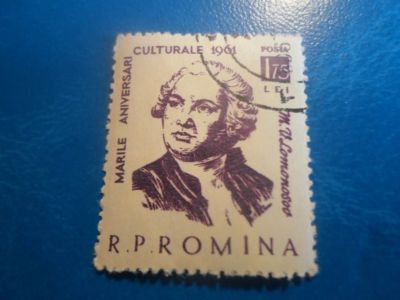 MARILE ANIVERSARI
CULTURALE 1961
POSTA
1 75
LEI
M. V. Lomonosov
R.P.ROMINA